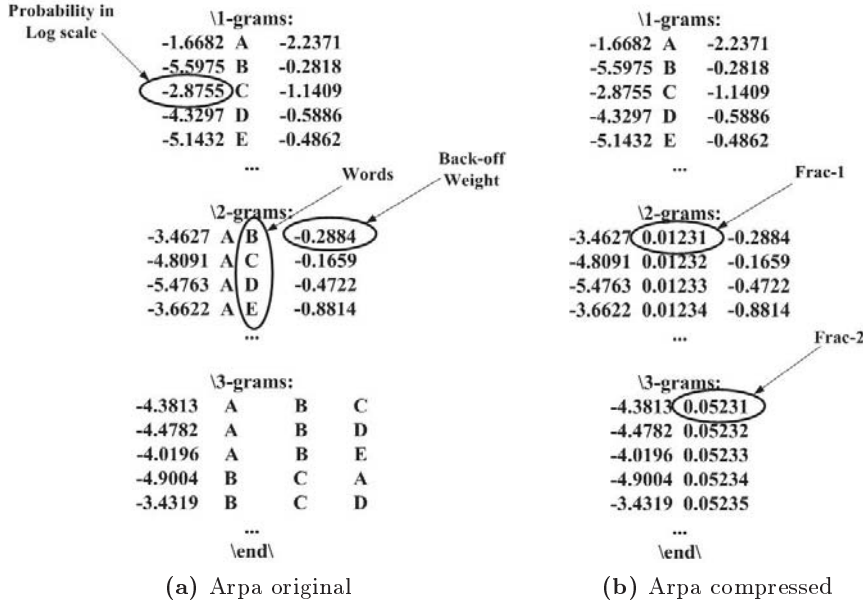 Probability in
Log scale
\1-grams:
-1.6682 A -2.2371
-5.5975 B -0.2818
-2.8755 C -1.1409
-4.3297 D -0.5886
-5.1432 E -0.4862
...
Words
Back-off
Weight
\2-grams:
-3.4627 A B -0.2884
-4.8091 A C -0.1659
-5.4763 A D -0.4722
-3.6622 A E -0.8814
...
\3-grams:
-4.3813 A B C
-4.4782 A B D
-4.0196 A B E
-4.9004 B C A
-3.4319 B C D
...
\end\
(a) Arpa original
\1-grams:
-1.6682 A -2.2371
-5.5975 B -0.2818
-2.8755 C -1.1409
-4.3297 D -0.5886
-5.1432 E -0.4862
...
Frac-1
\2-grams:
-3.4627 0.01231 -0.2884
-4.8091 0.01232 -0.1659
-5.4763 0.01233 -0.4722
-3.6622 0.01234 -0.8814
...
Frac-2
\3-grams:
-4.3813 0.05231
-4.4782 0.05232
-4.0196 0.05233
-4.9004 0.05234
-3.4319 0.05235
...
\end\
(b) Arpa compressed